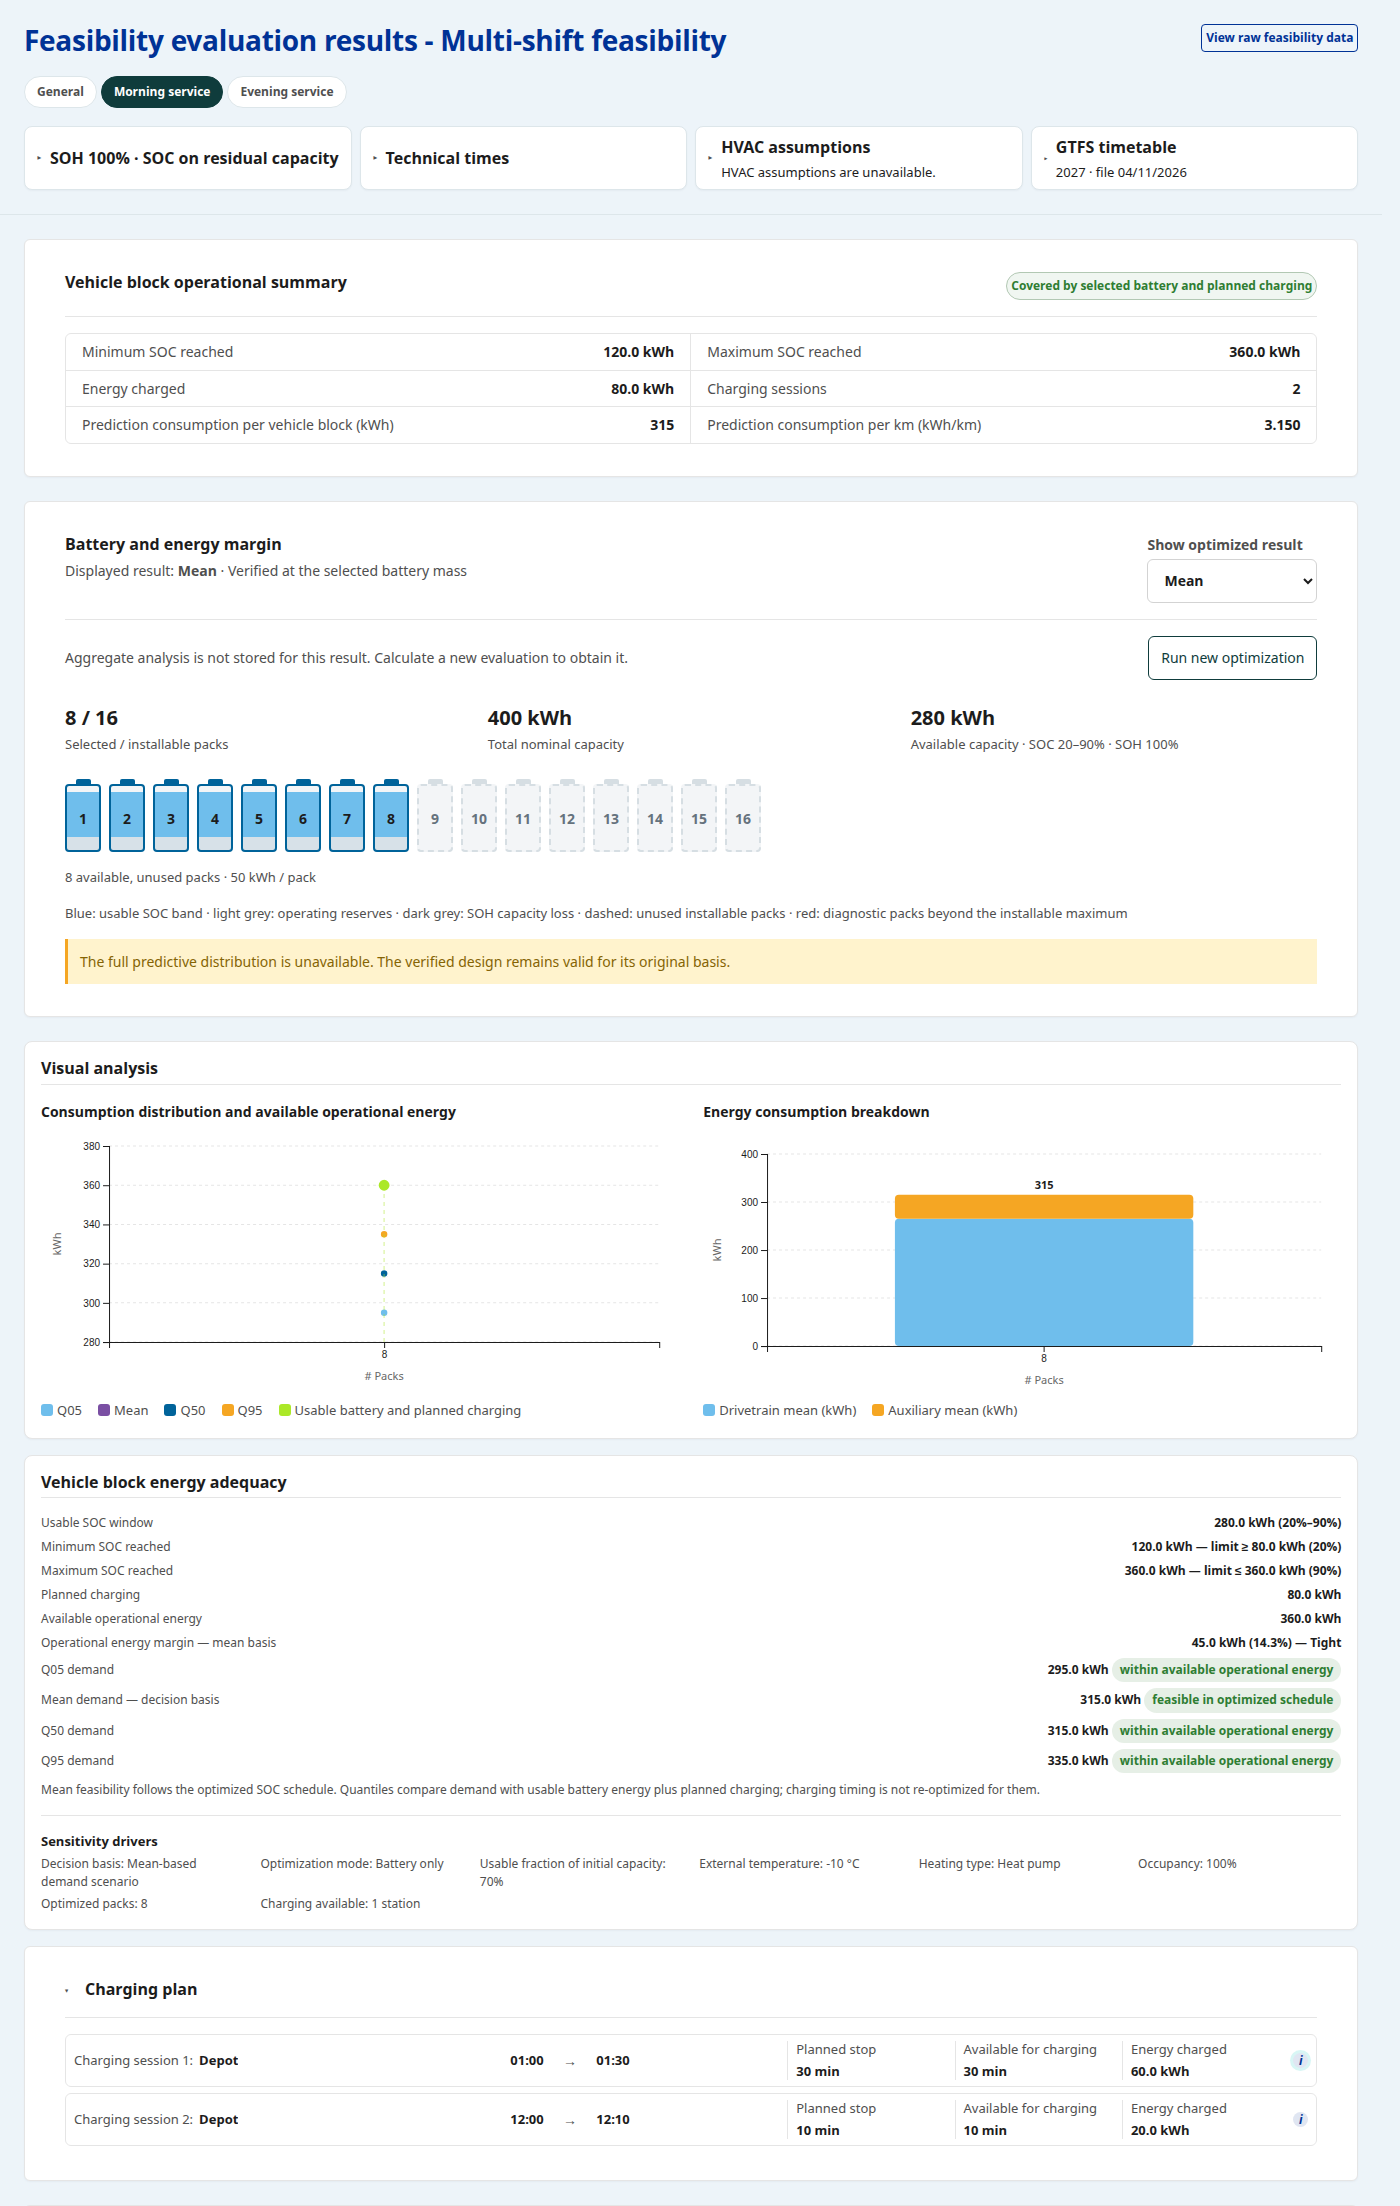 Feasibility evaluation results - Multi-shift feasibility
View raw feasibility data
General
Morning service
Evening service
SOH 100% · SOC on residual capacity
Technical times
HVAC assumptions
HVAC assumptions are unavailable.
GTFS timetable
2027 · file 04/11/2026
Vehicle block operational summary
Covered by selected battery and planned charging
Minimum SOC reached 120.0 kWh
Maximum SOC reached 360.0 kWh
Energy charged 80.0 kWh
Charging sessions 2
Prediction consumption per vehicle block (kWh) 315
Prediction consumption per km (kWh/km) 3.150
Battery and energy margin
Displayed result: Mean · Verified at the selected battery mass
Show optimized result
Mean
Aggregate analysis is not stored for this result. Calculate a new evaluation to obtain it.
Run new optimization
8 / 16
Selected / installable packs
400 kWh
Total nominal capacity
280 kWh
Available capacity · SOC 20–90% · SOH 100%
1 2 3 4 5 6 7 8 9 10 11 12 13 14 15 16
8 available, unused packs · 50 kWh / pack
Blue: usable SOC band · light grey: operating reserves · dark grey: SOH capacity loss · dashed: unused installable packs · red: diagnostic packs beyond the installable maximum
The full predictive distribution is unavailable. The verified design remains valid for its original basis.
Visual analysis
Consumption distribution and available operational energy
380
360
340
320
300
280
kWh
8
# Packs
Q05 Mean Q50 Q95 Usable battery and planned charging
Energy consumption breakdown
400
300
200
100
0
kWh
315
8
# Packs
Drivetrain mean (kWh) Auxiliary mean (kWh)
Vehicle block energy adequacy
Usable SOC window 280.0 kWh (20%–90%)
Minimum SOC reached 120.0 kWh — limit ≥ 80.0 kWh (20%)
Maximum SOC reached 360.0 kWh — limit ≤ 360.0 kWh (90%)
Planned charging 80.0 kWh
Available operational energy 360.0 kWh
Operational energy margin — mean basis 45.0 kWh (14.3%) — Tight
Q05 demand 295.0 kWh within available operational energy
Mean demand — decision basis 315.0 kWh feasible in optimized schedule
Q50 demand 315.0 kWh within available operational energy
Q95 demand 335.0 kWh within available operational energy
Mean feasibility follows the optimized SOC schedule. Quantiles compare demand with usable battery energy plus planned charging; charging timing is not re-optimized for them.
Sensitivity drivers
Decision basis: Mean-based
demand scenario
Optimization mode: Battery only
Usable fraction of initial capacity:
70%
External temperature: -10 °C
Heating type: Heat pump
Occupancy: 100%
Optimized packs: 8
Charging available: 1 station
Charging plan
Charging session 1: Depot
01:00 → 01:30
Planned stop
30 min
Available for charging
30 min
Energy charged
60.0 kWh
i
Charging session 2: Depot
12:00 → 12:10
Planned stop
10 min
Available for charging
10 min
Energy charged
20.0 kWh
i